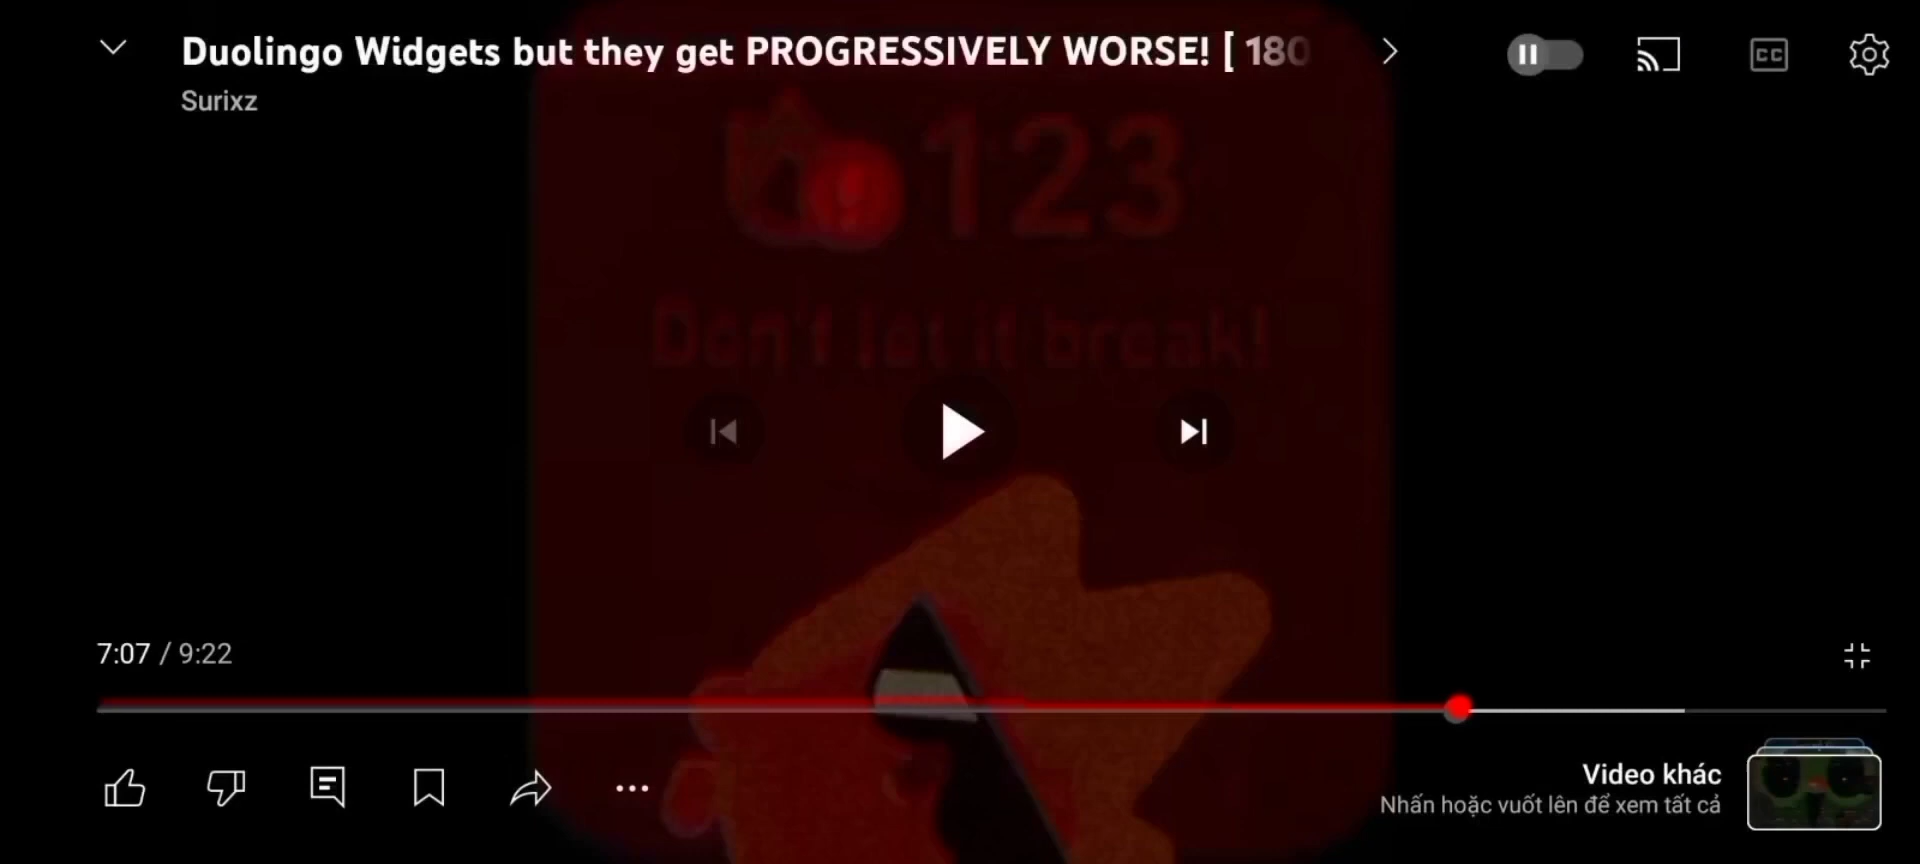 Duolingo Widgets but they get PROGRESSIVELY WORSE! [ 180
Surixz
CC
123
Don't let it break!
7:07 / 9:22
Video khác
Nhấn hoặc vuốt lên để xem tất cả